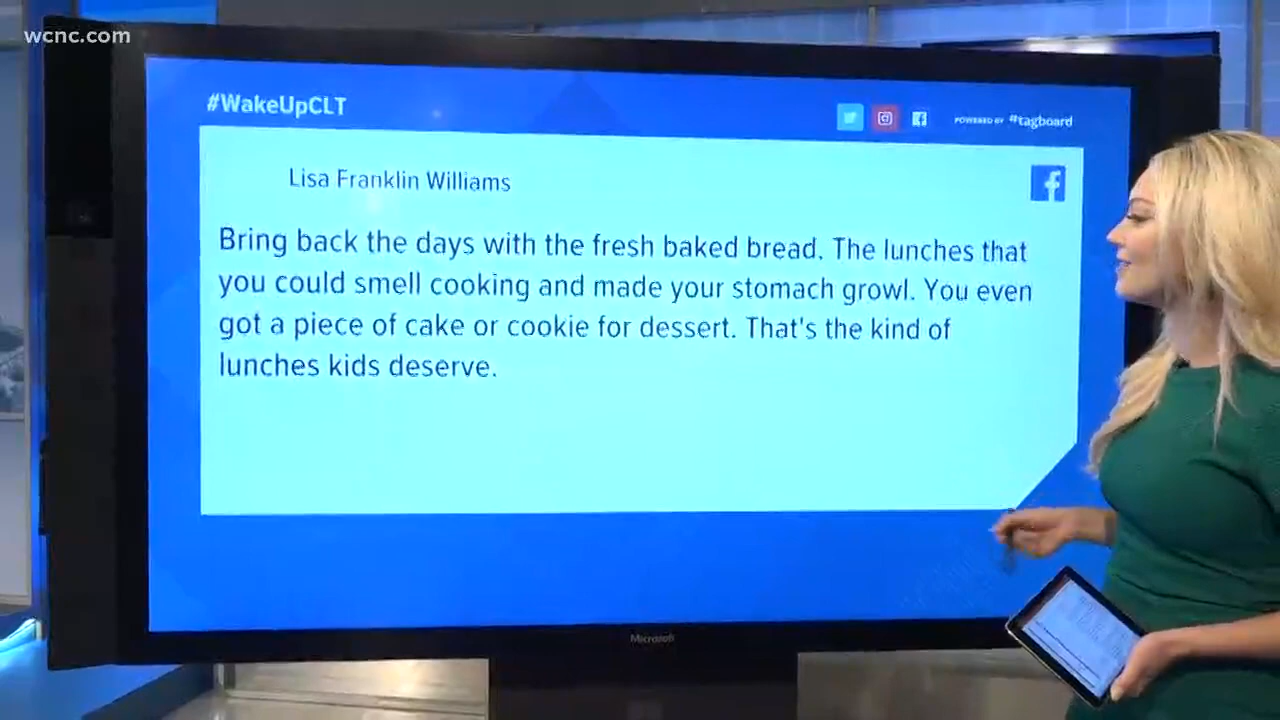 wcnc.com
#WakeUpCLT
POWERED BY #tagboard
Lisa Franklin Williams
Bring back the days with the fresh baked bread. The lunches that
you could smell cooking and made your stomach growl. You even
got a piece of cake or cookie for dessert. That's the kind of
lunches kids deserve.
Microsoft